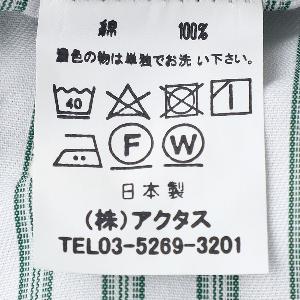 綿 100%
濃色の物は単独でお洗い下さい。
40
F W
日本製
(株)アクタス
TEL03-5269-3201